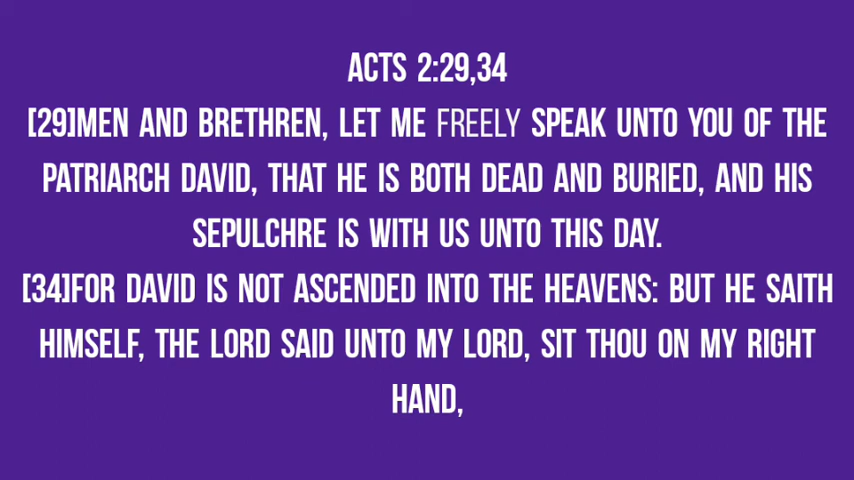 ACTS 2:29,34
[29]MEN AND BRETHREN, LET ME FREELY SPEAK UNTO YOU OF THE
PATRIARCH DAVID, THAT HE IS BOTH DEAD AND BURIED, AND HIS
SEPULCHRE IS WITH US UNTO THIS DAY.
[34]FOR DAVID IS NOT ASCENDED INTO THE HEAVENS: BUT HE SAITH
HIMSELF, THE LORD SAID UNTO MY LORD, SIT THOU ON MY RIGHT
HAND,